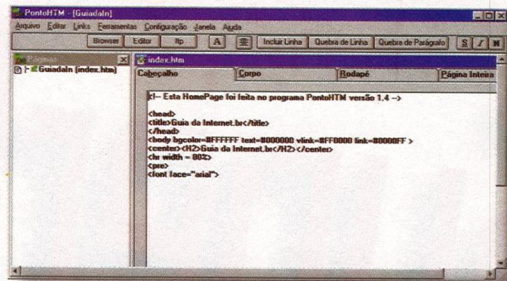 PontoHTM - [GuiadaIn]
Arquivo Editar Links Ferramentas Configuração Janela Ajuda
Browser Editor ftp A Incluir Linha Quebra de Linha Quebra de Parágrafo S I N
Páginas
GuiadaIn [index.htm]
index.htm
Cabeçalho Corpo Rodapé Página Inteira
<!-- Esta HomePage foi feita no programa PontoHTM versão 1.4 -->
<head>
<title>Guia da Internet.br</title>
</head>
<body bgcolor=#FFFFFF text=#000000 vlink=#FF0000 link=#0000FF >
<center><H2>Guia da Internet.br</H2></center>
<hr width = 80%>
<pre>
<font face="arial">